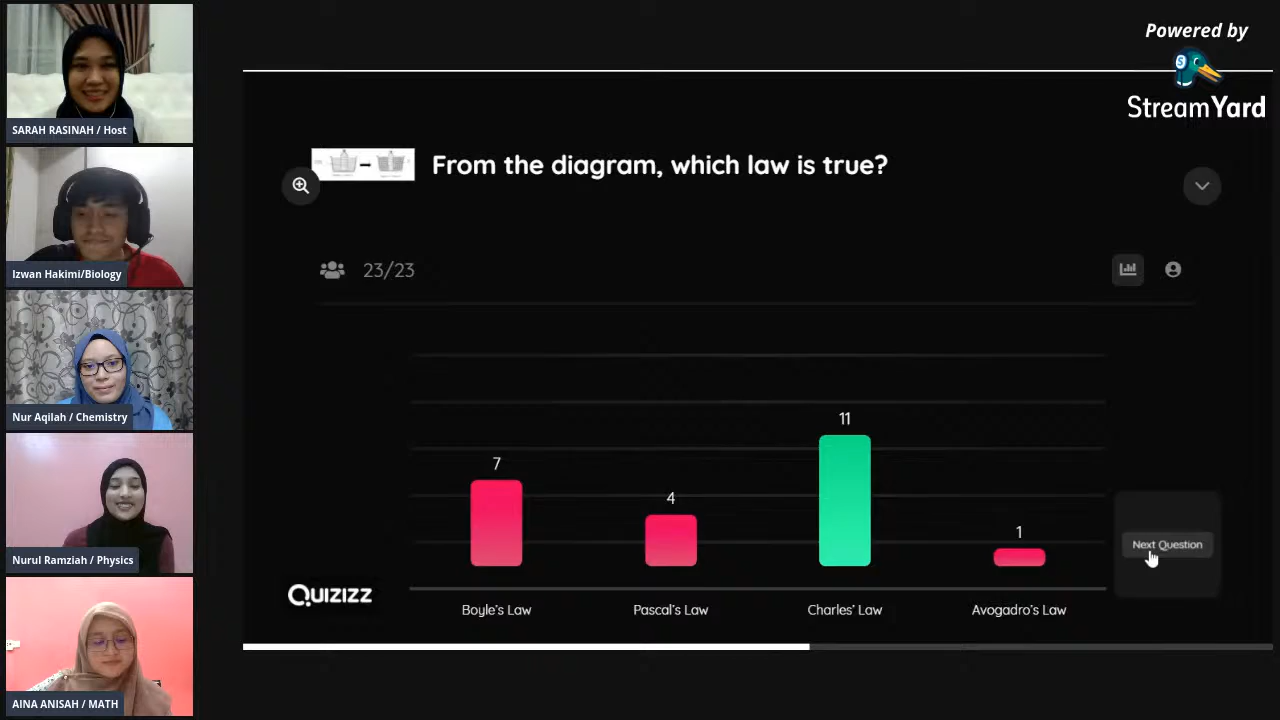 SARAH RASINAH / Host
Izwan Hakimi/Biology
Nur Aqilah / Chemistry
Nurul Ramziah / Physics
AINA ANISAH / MATH
Powered by
StreamYard
From the diagram, which law is true?
23/23
7
4
11
1
Next Question
QUIZIZZ
Boyle's Law
Pascal's Law
Charles' Law
Avogadro's Law